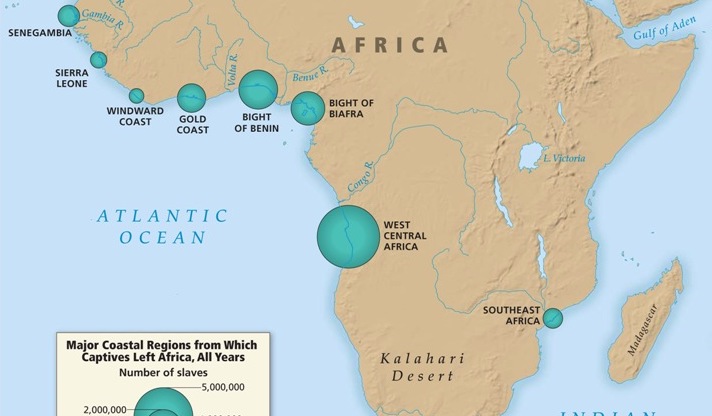 SENEGAMBIA
Gambia R.
SIERRA
LEONE
WINDWARD
COAST
GOLD
COAST
Volta R.
BIGHT
OF BENIN
Benue R.
BIGHT OF
BIAFRA
AFRICA
Gulf of Aden
L. Victoria
Congo R.
ATLANTIC
OCEAN
WEST
CENTRAL
AFRICA
SOUTHEAST
AFRICA
Madagascar
Kalahari
Desert
INDIAN
Major Coastal Regions from Which
Captives Left Africa, All Years
Number of slaves
5,000,000
2,000,000